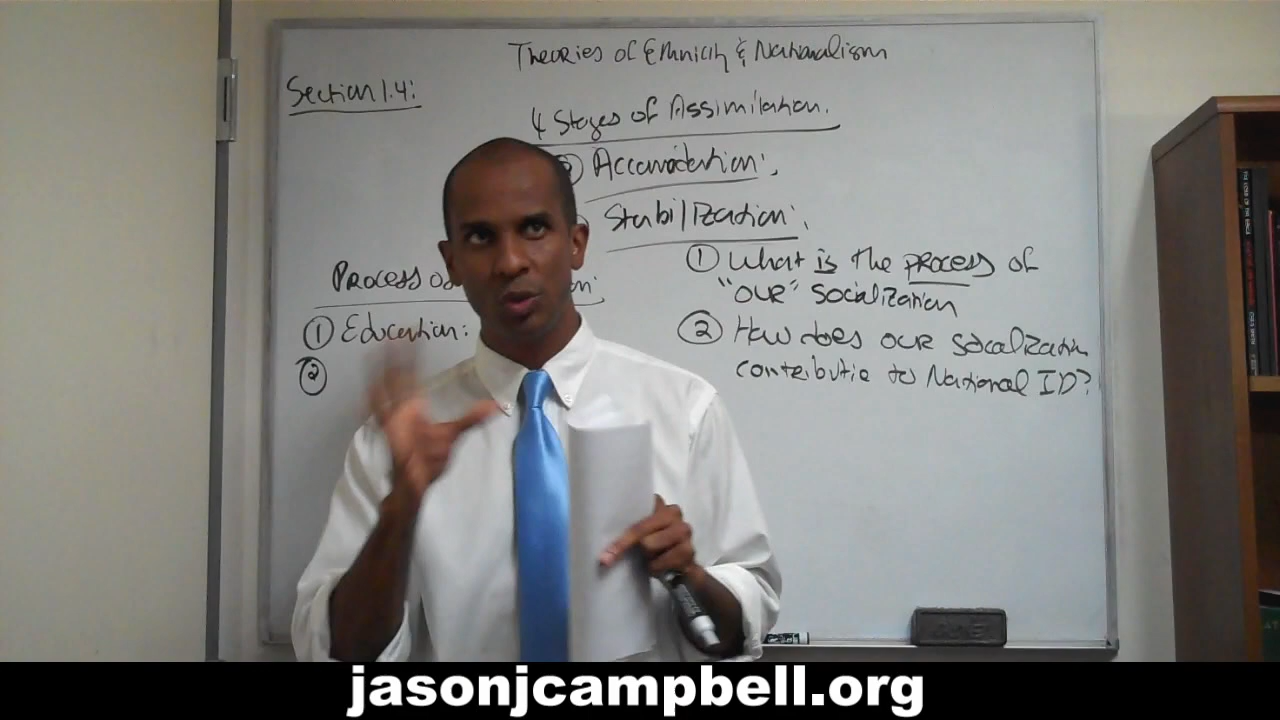 Theories of Ethnicity & Nationalism
Section 1.4:
4 Stages of Assimilation.
Accomodation:
Stabilization:
Process o
① Education:
②
① What is the process of
"OUR" Socialization
② How does our socialization
contribute to National ID?
jasonjcampbell.org